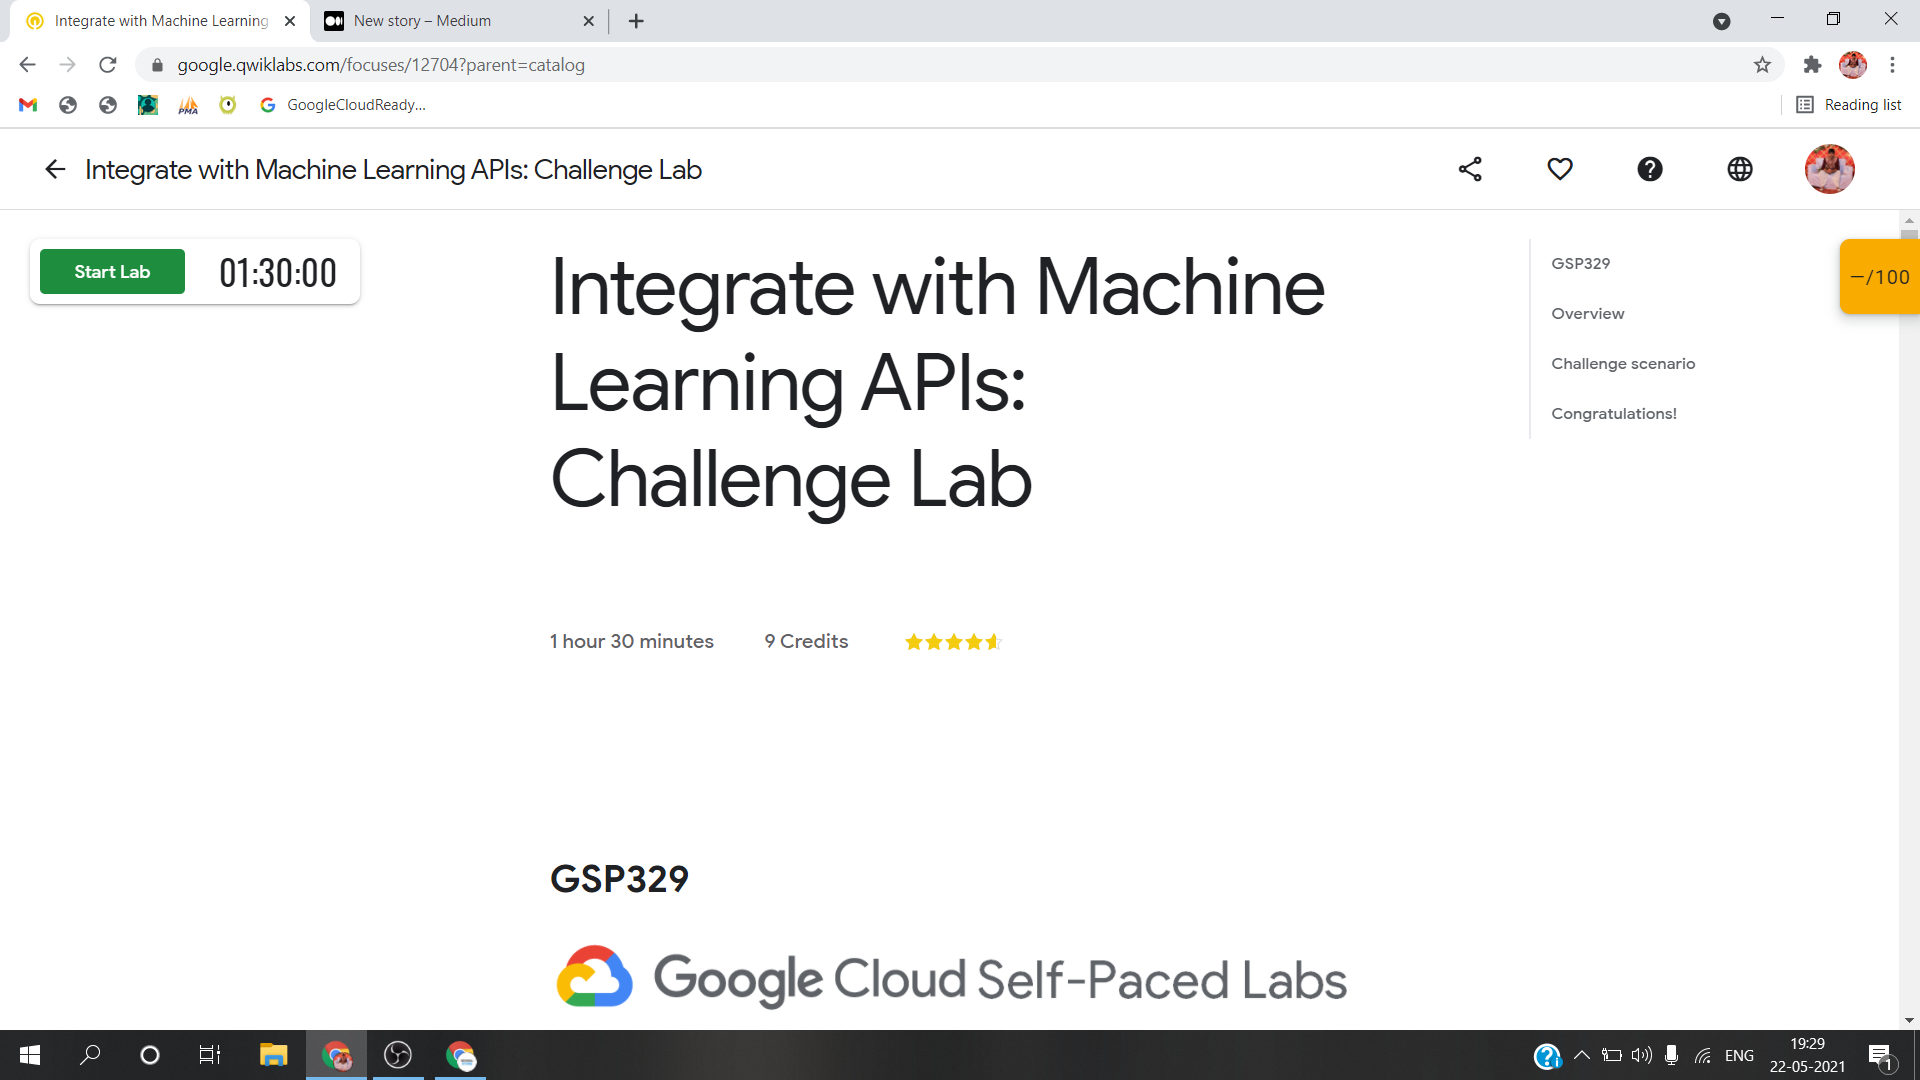 Integrate with Machine Learning
New story – Medium
google.qwiklabs.com/focuses/12704?parent=catalog
PMA
GoogleCloudReady...
Reading list
Integrate with Machine Learning APIs: Challenge Lab
Start Lab
01:30:00
Integrate with Machine
Learning APIs:
Challenge Lab
GSP329
Overview
Challenge scenario
Congratulations!
–/100
1 hour 30 minutes
9 Credits
GSP329
Google Cloud Self-Paced Labs
ENG
19:29
22-05-2021
1